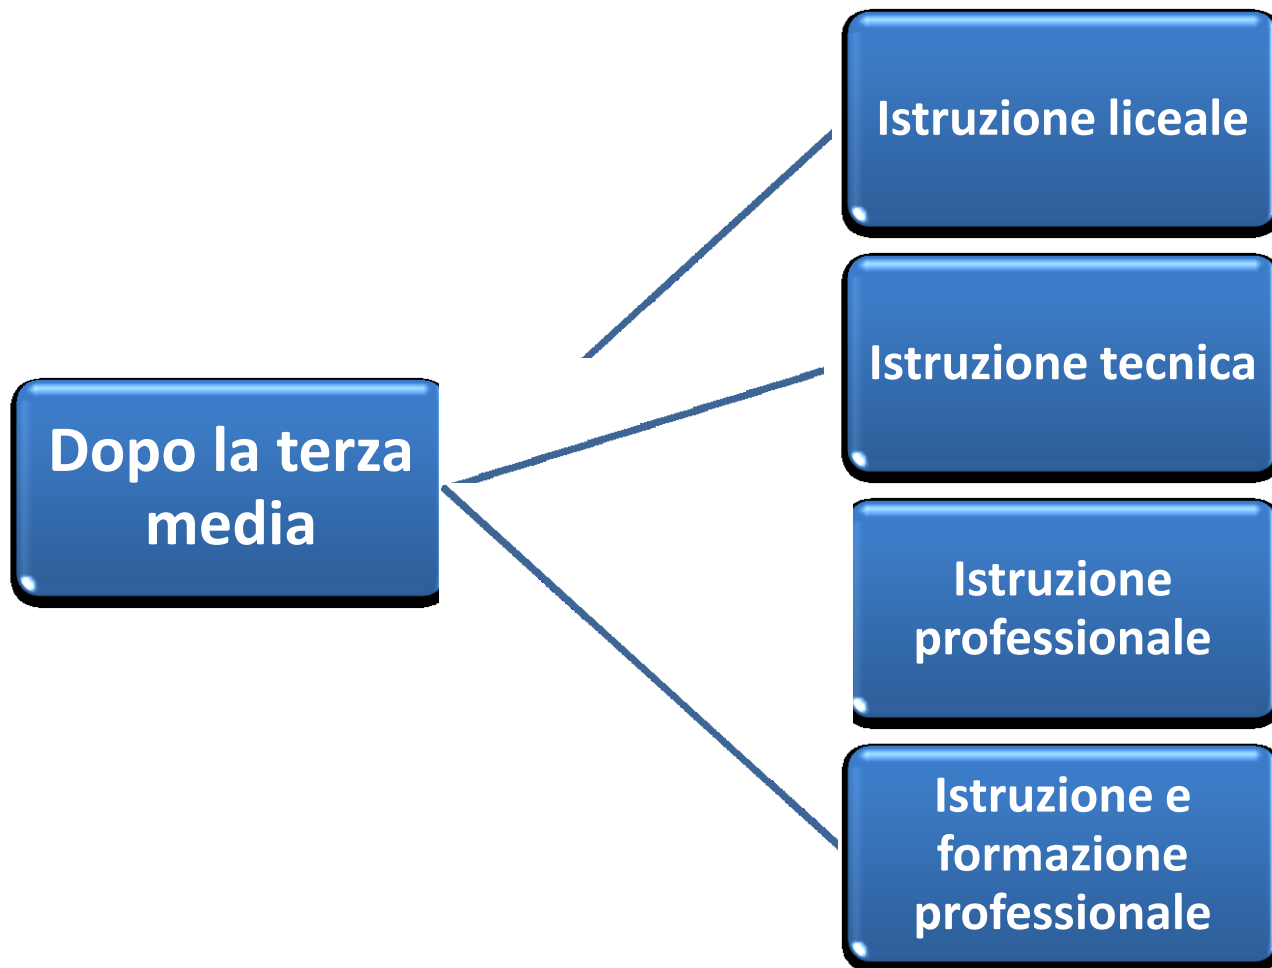 Istruzione liceale
Istruzione tecnica
Dopo la terza
media
Istruzione
professionale
Istruzione e
formazione
professionale